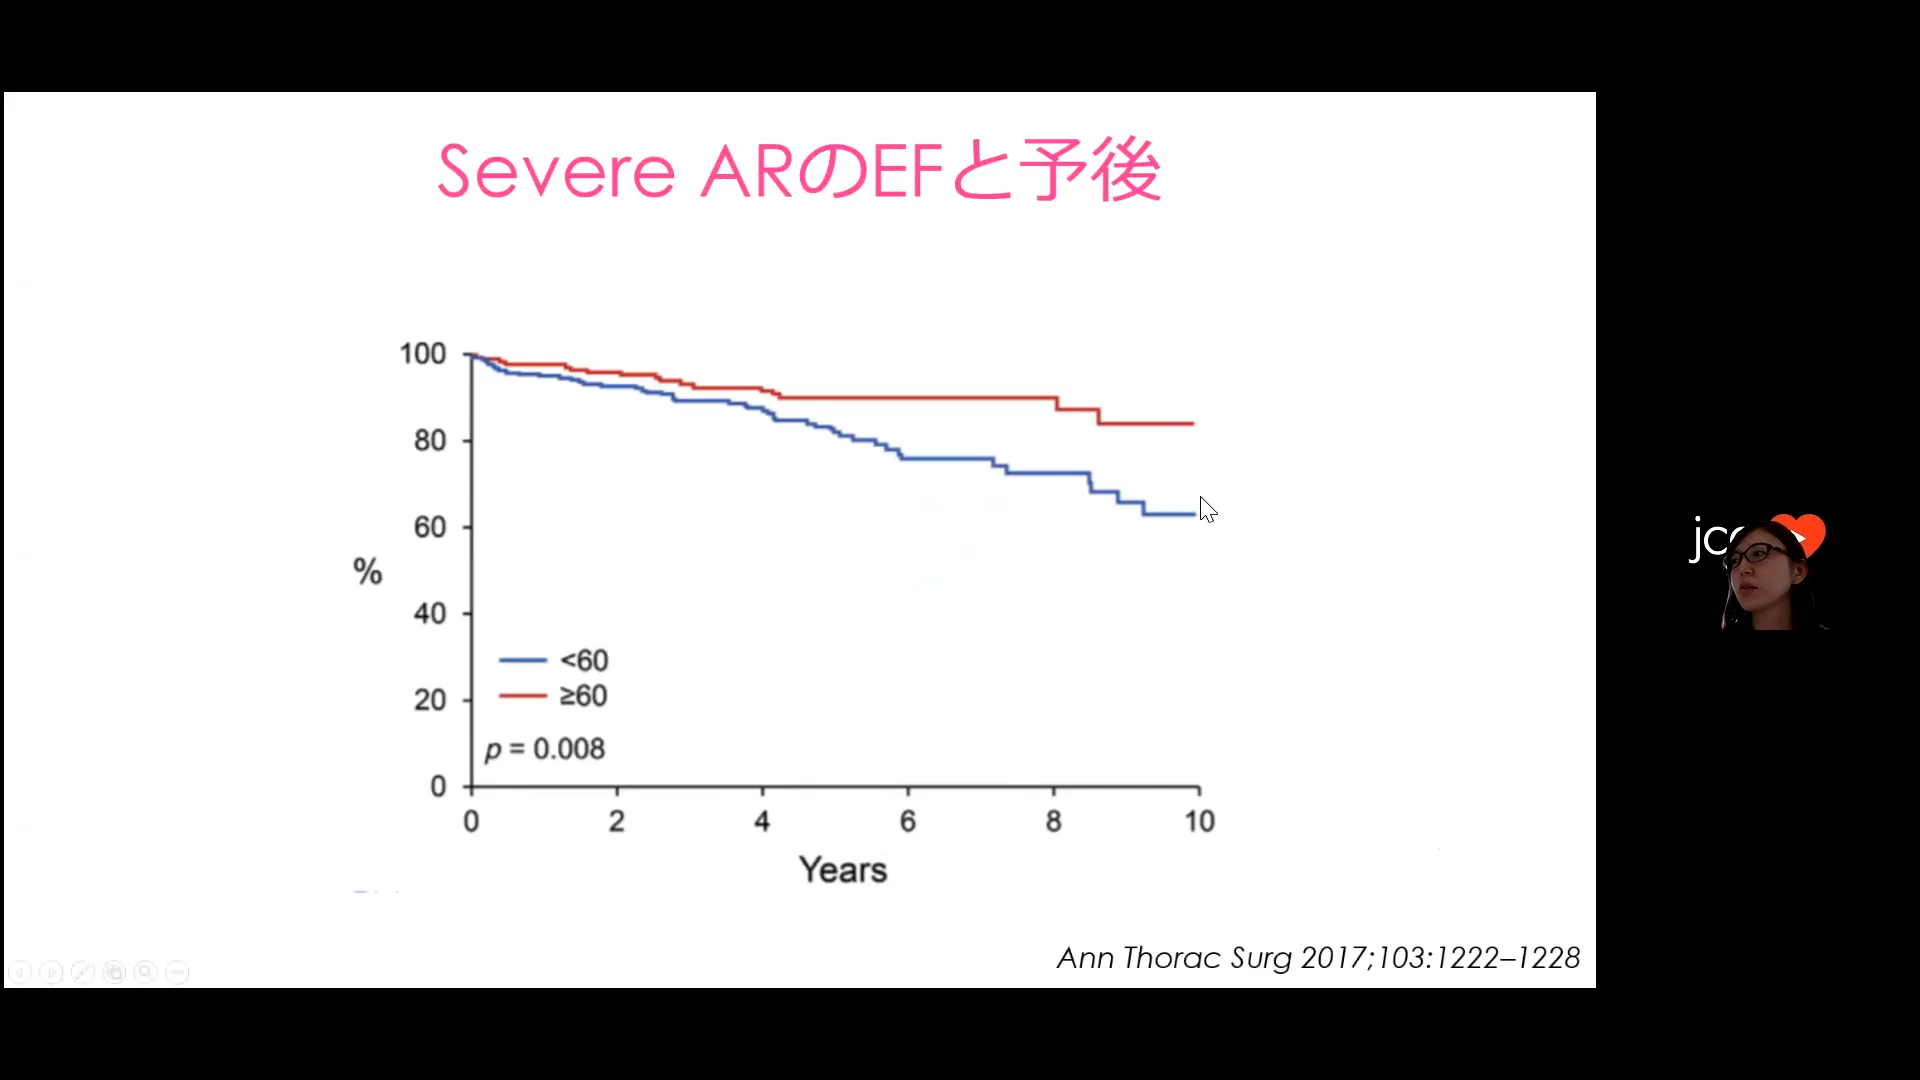 Severe ARのEFと予後
100
80
60
%
40
20
0
<60
≥60
p = 0.008
0 2 4 6 8 10
Years
Ann Thorac Surg 2017;103:1222–1228